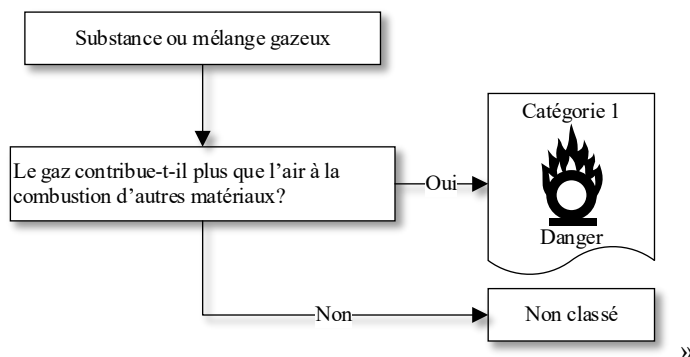 Substance ou mélange gazeux
Catégorie 1
Le gaz contribue-t-il plus que l’air à la
combustion d’autres matériaux?
Oui
Danger
Non
Non classé
»